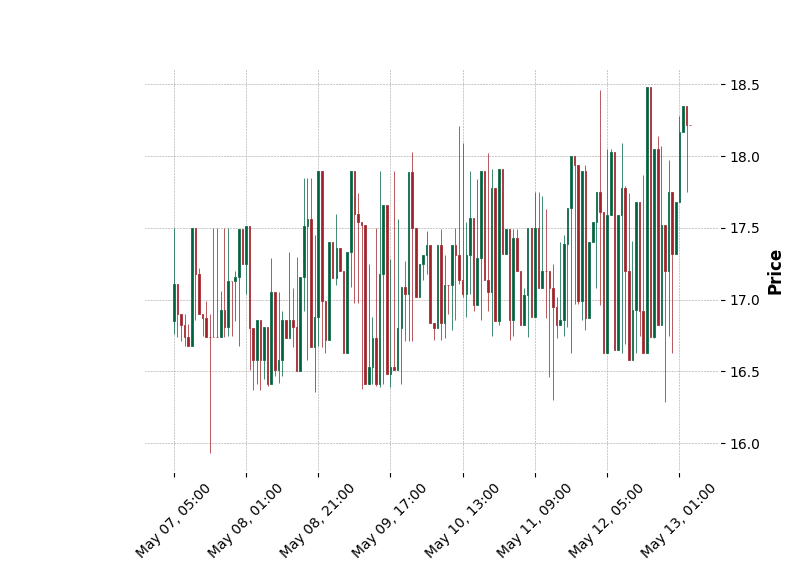 18.5
18.0
17.5
17.0
16.5
16.0
Price
May 07, 05:00
May 08, 01:00
May 08, 21:00
May 09, 17:00
May 10, 13:00
May 11, 09:00
May 12, 05:00
May 13, 01:00